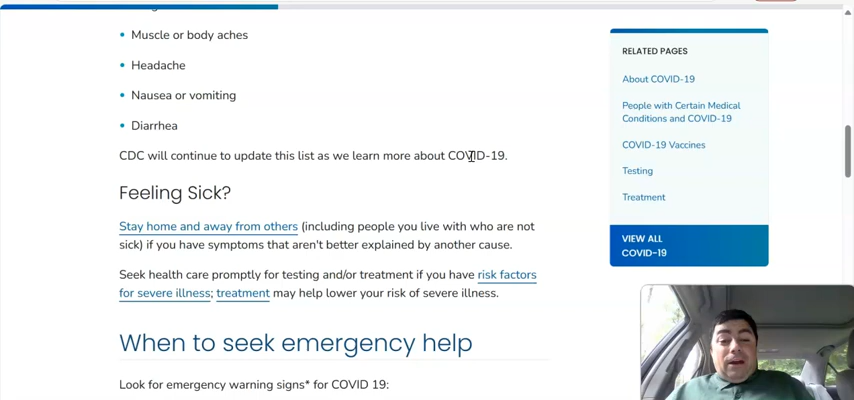 Muscle or body aches
Headache
Nausea or vomiting
Diarrhea
CDC will continue to update this list as we learn more about COVID-19.
Feeling Sick?
Stay home and away from others (including people you live with who are not
sick) if you have symptoms that aren't better explained by another cause.
Seek health care promptly for testing and/or treatment if you have risk factors
for severe illness; treatment may help lower your risk of severe illness.
When to seek emergency help
Look for emergency warning signs* for COVID 19:
RELATED PAGES
About COVID-19
People with Certain Medical
Conditions and COVID-19
COVID-19 Vaccines
Testing
Treatment
VIEW ALL
COVID-19